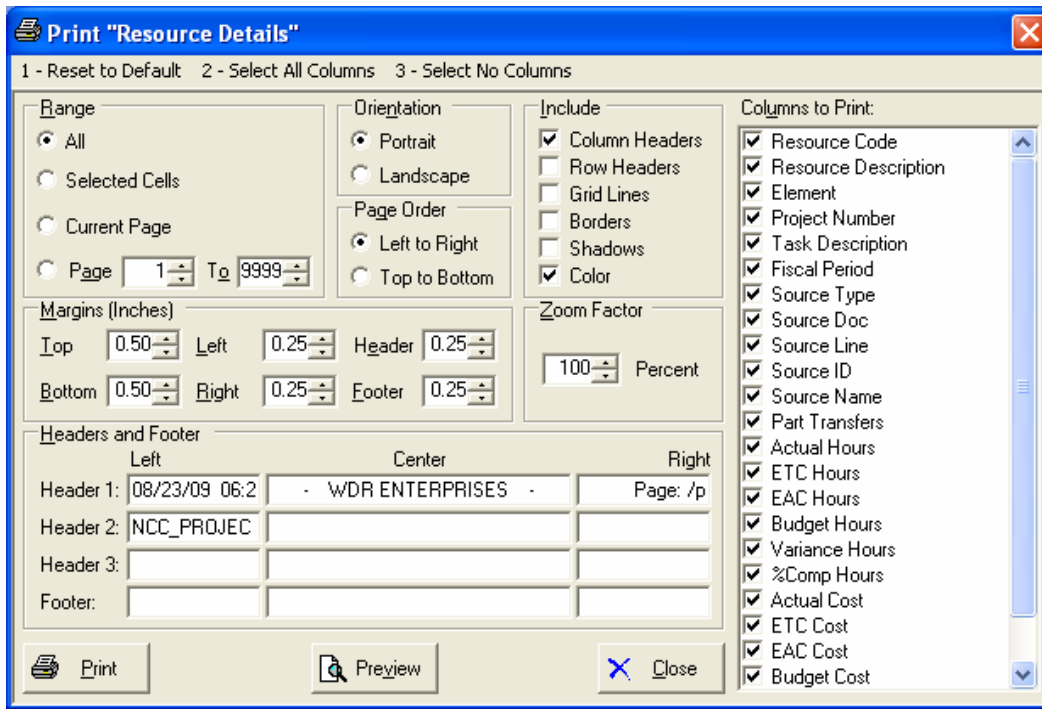 Print "Resource Details"
1 - Reset to Default 2 - Select All Columns 3 - Select No Columns
Range
All
Selected Cells
Current Page
Page 1 To 9999
Orientation
Portrait
Landscape
Page Order
Left to Right
Top to Bottom
Include
Column Headers
Row Headers
Grid Lines
Borders
Shadows
Color
Margins (Inches)
Top 0.50 Left 0.25 Header 0.25
Bottom 0.50 Right 0.25 Footer 0.25
Zoom Factor
100 Percent
Headers and Footer
Left Center Right
Header 1: 08/23/09 06:2 - WDR ENTERPRISES - Page: /p
Header 2: NCC_PROJEC
Header 3:
Footer:
Print Preview Close
Columns to Print:
Resource Code
Resource Description
Element
Project Number
Task Description
Fiscal Period
Source Type
Source Doc
Source Line
Source ID
Source Name
Part Transfers
Actual Hours
ETC Hours
EAC Hours
Budget Hours
Variance Hours
%Comp Hours
Actual Cost
ETC Cost
EAC Cost
Budget Cost